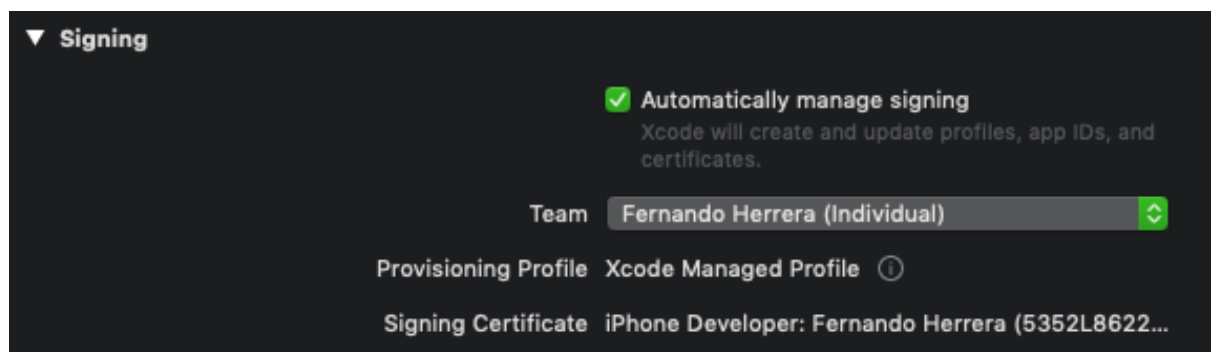 Signing
Automatically manage signing
Xcode will create and update profiles, app IDs, and
certificates.
Team Fernando Herrera (Individual)
Provisioning Profile Xcode Managed Profile
Signing Certificate iPhone Developer: Fernando Herrera (5352L8622...